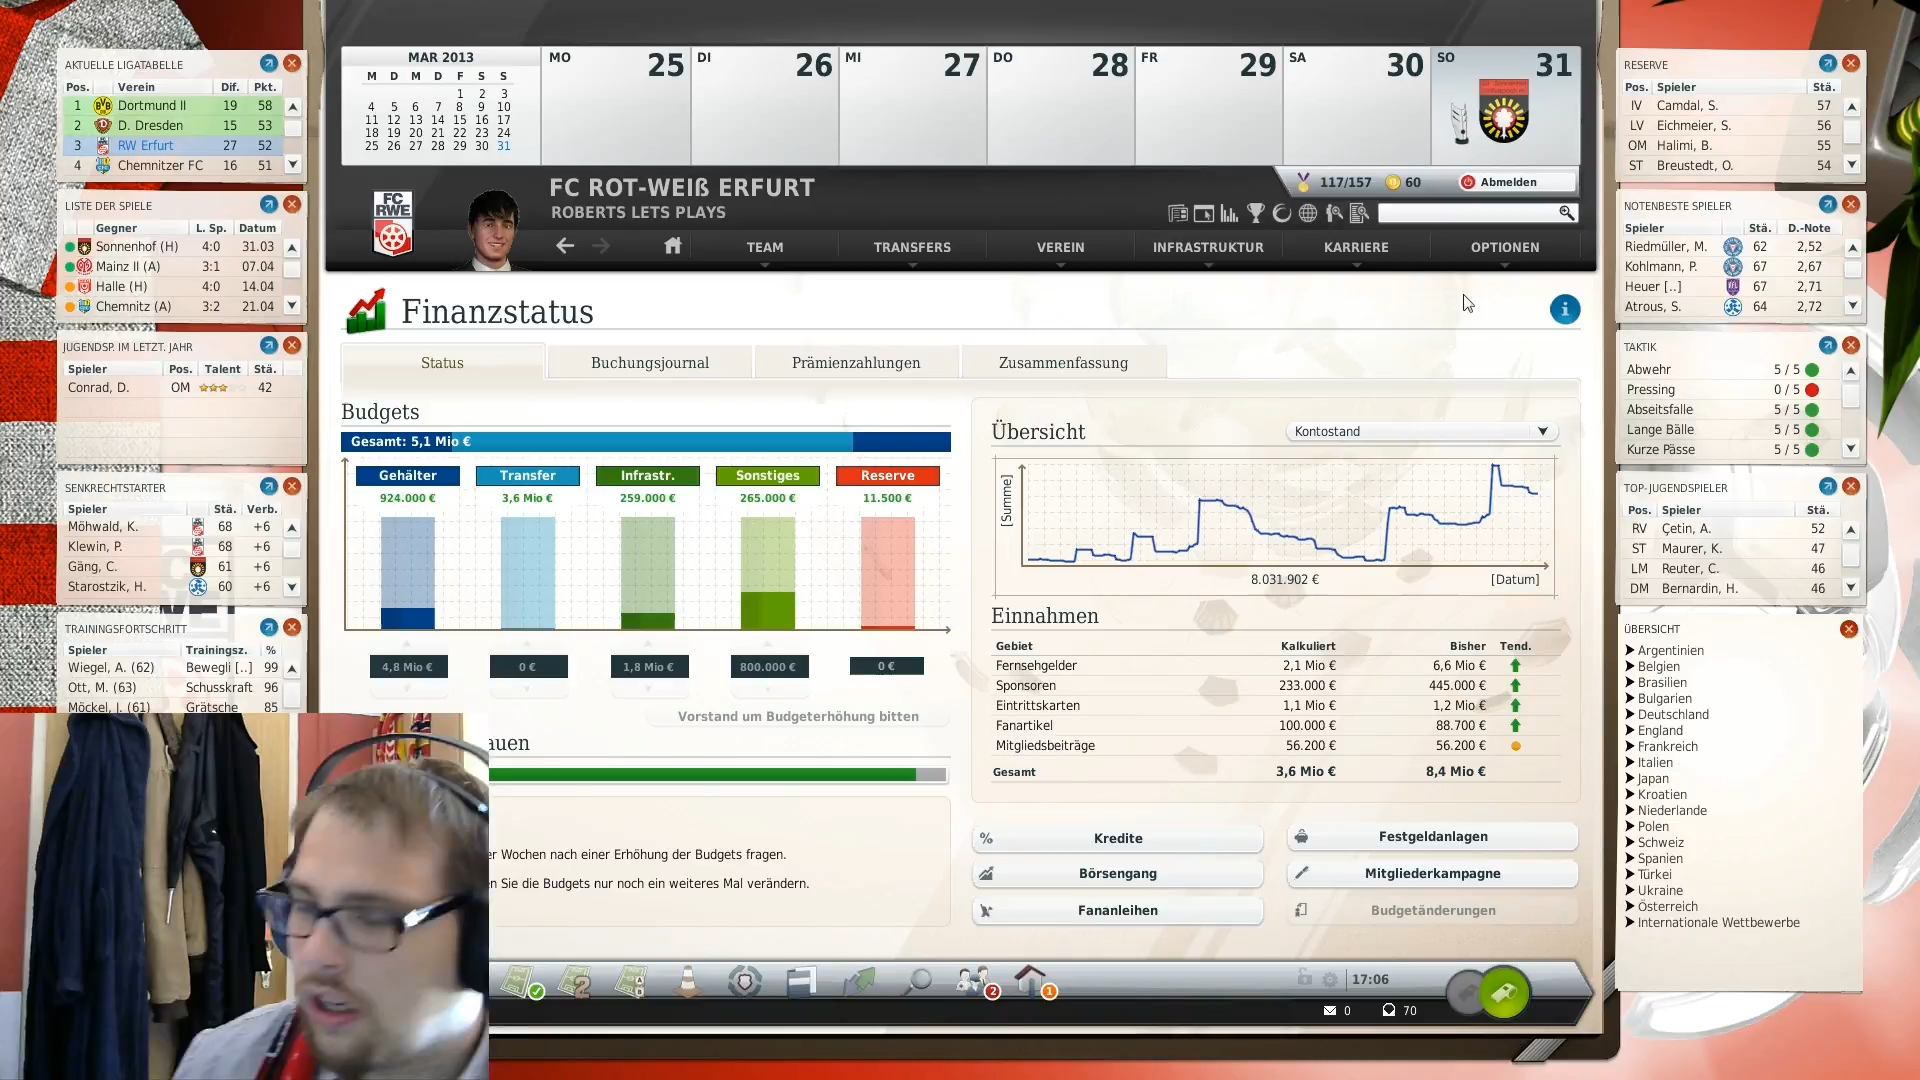 AKTUELLE LIGATABELLE
Pos. Verein Dif. Pkt.
1 Dortmund II 19 58
2 D. Dresden 15 53
3 RW Erfurt 27 52
4 Chemnitzer FC 16 51
LISTE DER SPIELE
Gegner L. Sp. Datum
Sonnenhof (H) 4:0 31.03
Mainz II (A) 3:1 07.04
Halle (H) 4:0 14.04
Chemnitz (A) 3:2 21.04
JUGENDSP. IM LETZT. JAHR
Spieler Pos. Talent Stä.
Conrad, D. OM 42
SENKRECHTSTARTER
Spieler Stä. Verb.
Möhwald, K. 68 +6
Klewin, P. 68 +6
Gäng, C. 61 +6
Starostzik, H. 60 +6
TRAININGSFORTSCHRITT
Spieler Trainingsz. %
Wiegel, A. (62) Bewegli [..] 99
Ott, M. (63) Schusskraft 96
Möckel, J. (61) Grätsche 85
MAR 2013
M D M D F S S
1 2 3
4 5 6 7 8 9 10
11 12 13 14 15 16 17
18 19 20 21 22 23 24
25 26 27 28 29 30 31
MO 25
DI 26
MI 27
DO 28
FR 29
SA 30
SO 31
FC RWE
FC ROT-WEIß ERFURT
ROBERTS LETS PLAYS
117/157 60 Abmelden
TEAM TRANSFERS VEREIN INFRASTRUKTUR KARRIERE OPTIONEN
Finanzstatus
Status Buchungsjournal Prämienzahlungen Zusammenfassung
Budgets
Gesamt: 5,1 Mio €
Gehälter Transfer Infrastr. Sonstiges Reserve
924.000 € 3,6 Mio € 259.000 € 265.000 € 11.500 €
4,8 Mio € 0 € 1,8 Mio € 800.000 € 0 €
Vorstand um Budgeterhöhung bitten
auen
er Wochen nach einer Erhöhung der Budgets fragen.
n Sie die Budgets nur noch ein weiteres Mal verändern.
Übersicht Kontostand
[Summe]
8.031.902 € [Datum]
Einnahmen
Gebiet Kalkuliert Bisher Tend.
Fernsehgelder 2,1 Mio € 6,6 Mio €
Sponsoren 233.000 € 445.000 €
Eintrittskarten 1,1 Mio € 1,2 Mio €
Fanartikel 100.000 € 88.700 €
Mitgliedsbeiträge 56.200 € 56.200 €
Gesamt 3,6 Mio € 8,4 Mio €
Kredite Festgeldanlagen
Börsengang Mitgliederkampagne
Fananleihen Budgetänderungen
2 1 17:06
0 70
RESERVE
Pos. Spieler Stä.
IV Camdal, S. 57
LV Eichmeier, S. 56
OM Halimi, B. 55
ST Breustedt, O. 54
NOTENBESTE SPIELER
Spieler Stä. D.-Note
Riedmüller, M. 62 2,52
Kohlmann, P. 67 2,67
Heuer [..] 67 2,71
Atrous, S. 64 2,72
TAKTIK
Abwehr 5 / 5
Pressing 0 / 5
Abseitsfalle 5 / 5
Lange Bälle 5 / 5
Kurze Pässe 5 / 5
TOP-JUGENDSPIELER
Pos. Spieler Stä.
RV Çetin, A. 52
ST Maurer, K. 47
LM Reuter, C. 46
DM Bernardin, H. 46
ÜBERSICHT
Argentinien
Belgien
Brasilien
Bulgarien
Deutschland
England
Frankreich
Italien
Japan
Kroatien
Niederlande
Polen
Schweiz
Spanien
Türkei
Ukraine
Österreich
Internationale Wettbewerbe